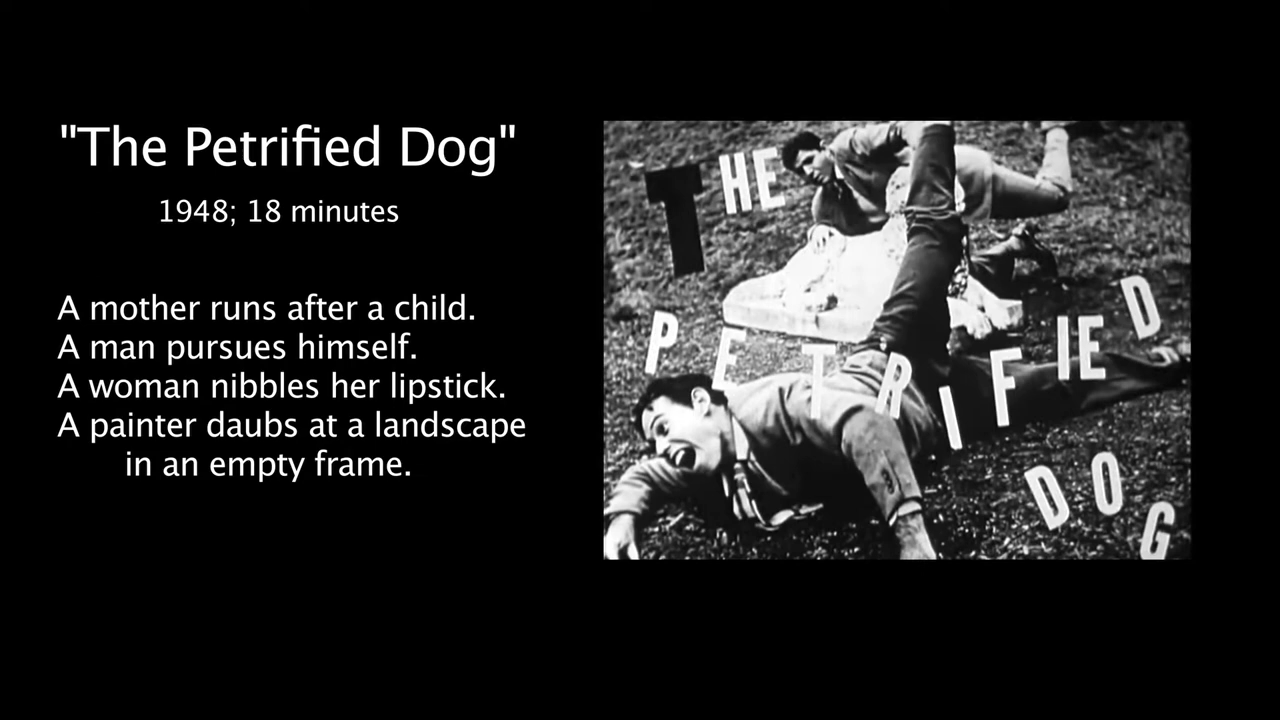 "The Petrified Dog"
1948; 18 minutes
A mother runs after a child.
A man pursues himself.
A woman nibbles her lipstick.
A painter daubs at a landscape
in an empty frame.
THE
PETRIFIED
DOG